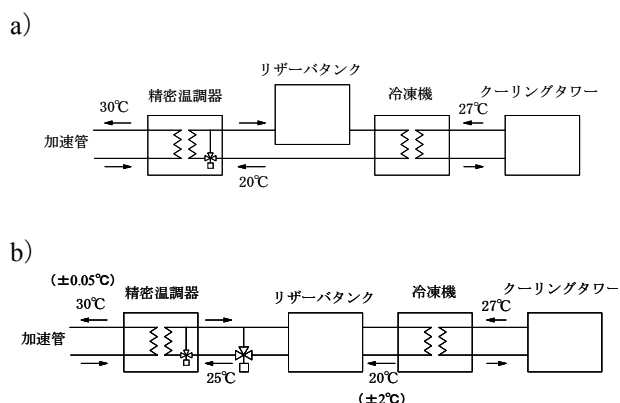 a)
リザーバタンク
30℃
精密温調器
冷凍機
27℃
クーリングタワー
加速管
20℃
b)
(±0.05℃)
30℃
精密温調器
リザーバタンク
冷凍機
27℃
クーリングタワー
加速管
25℃
20℃
(±2℃)